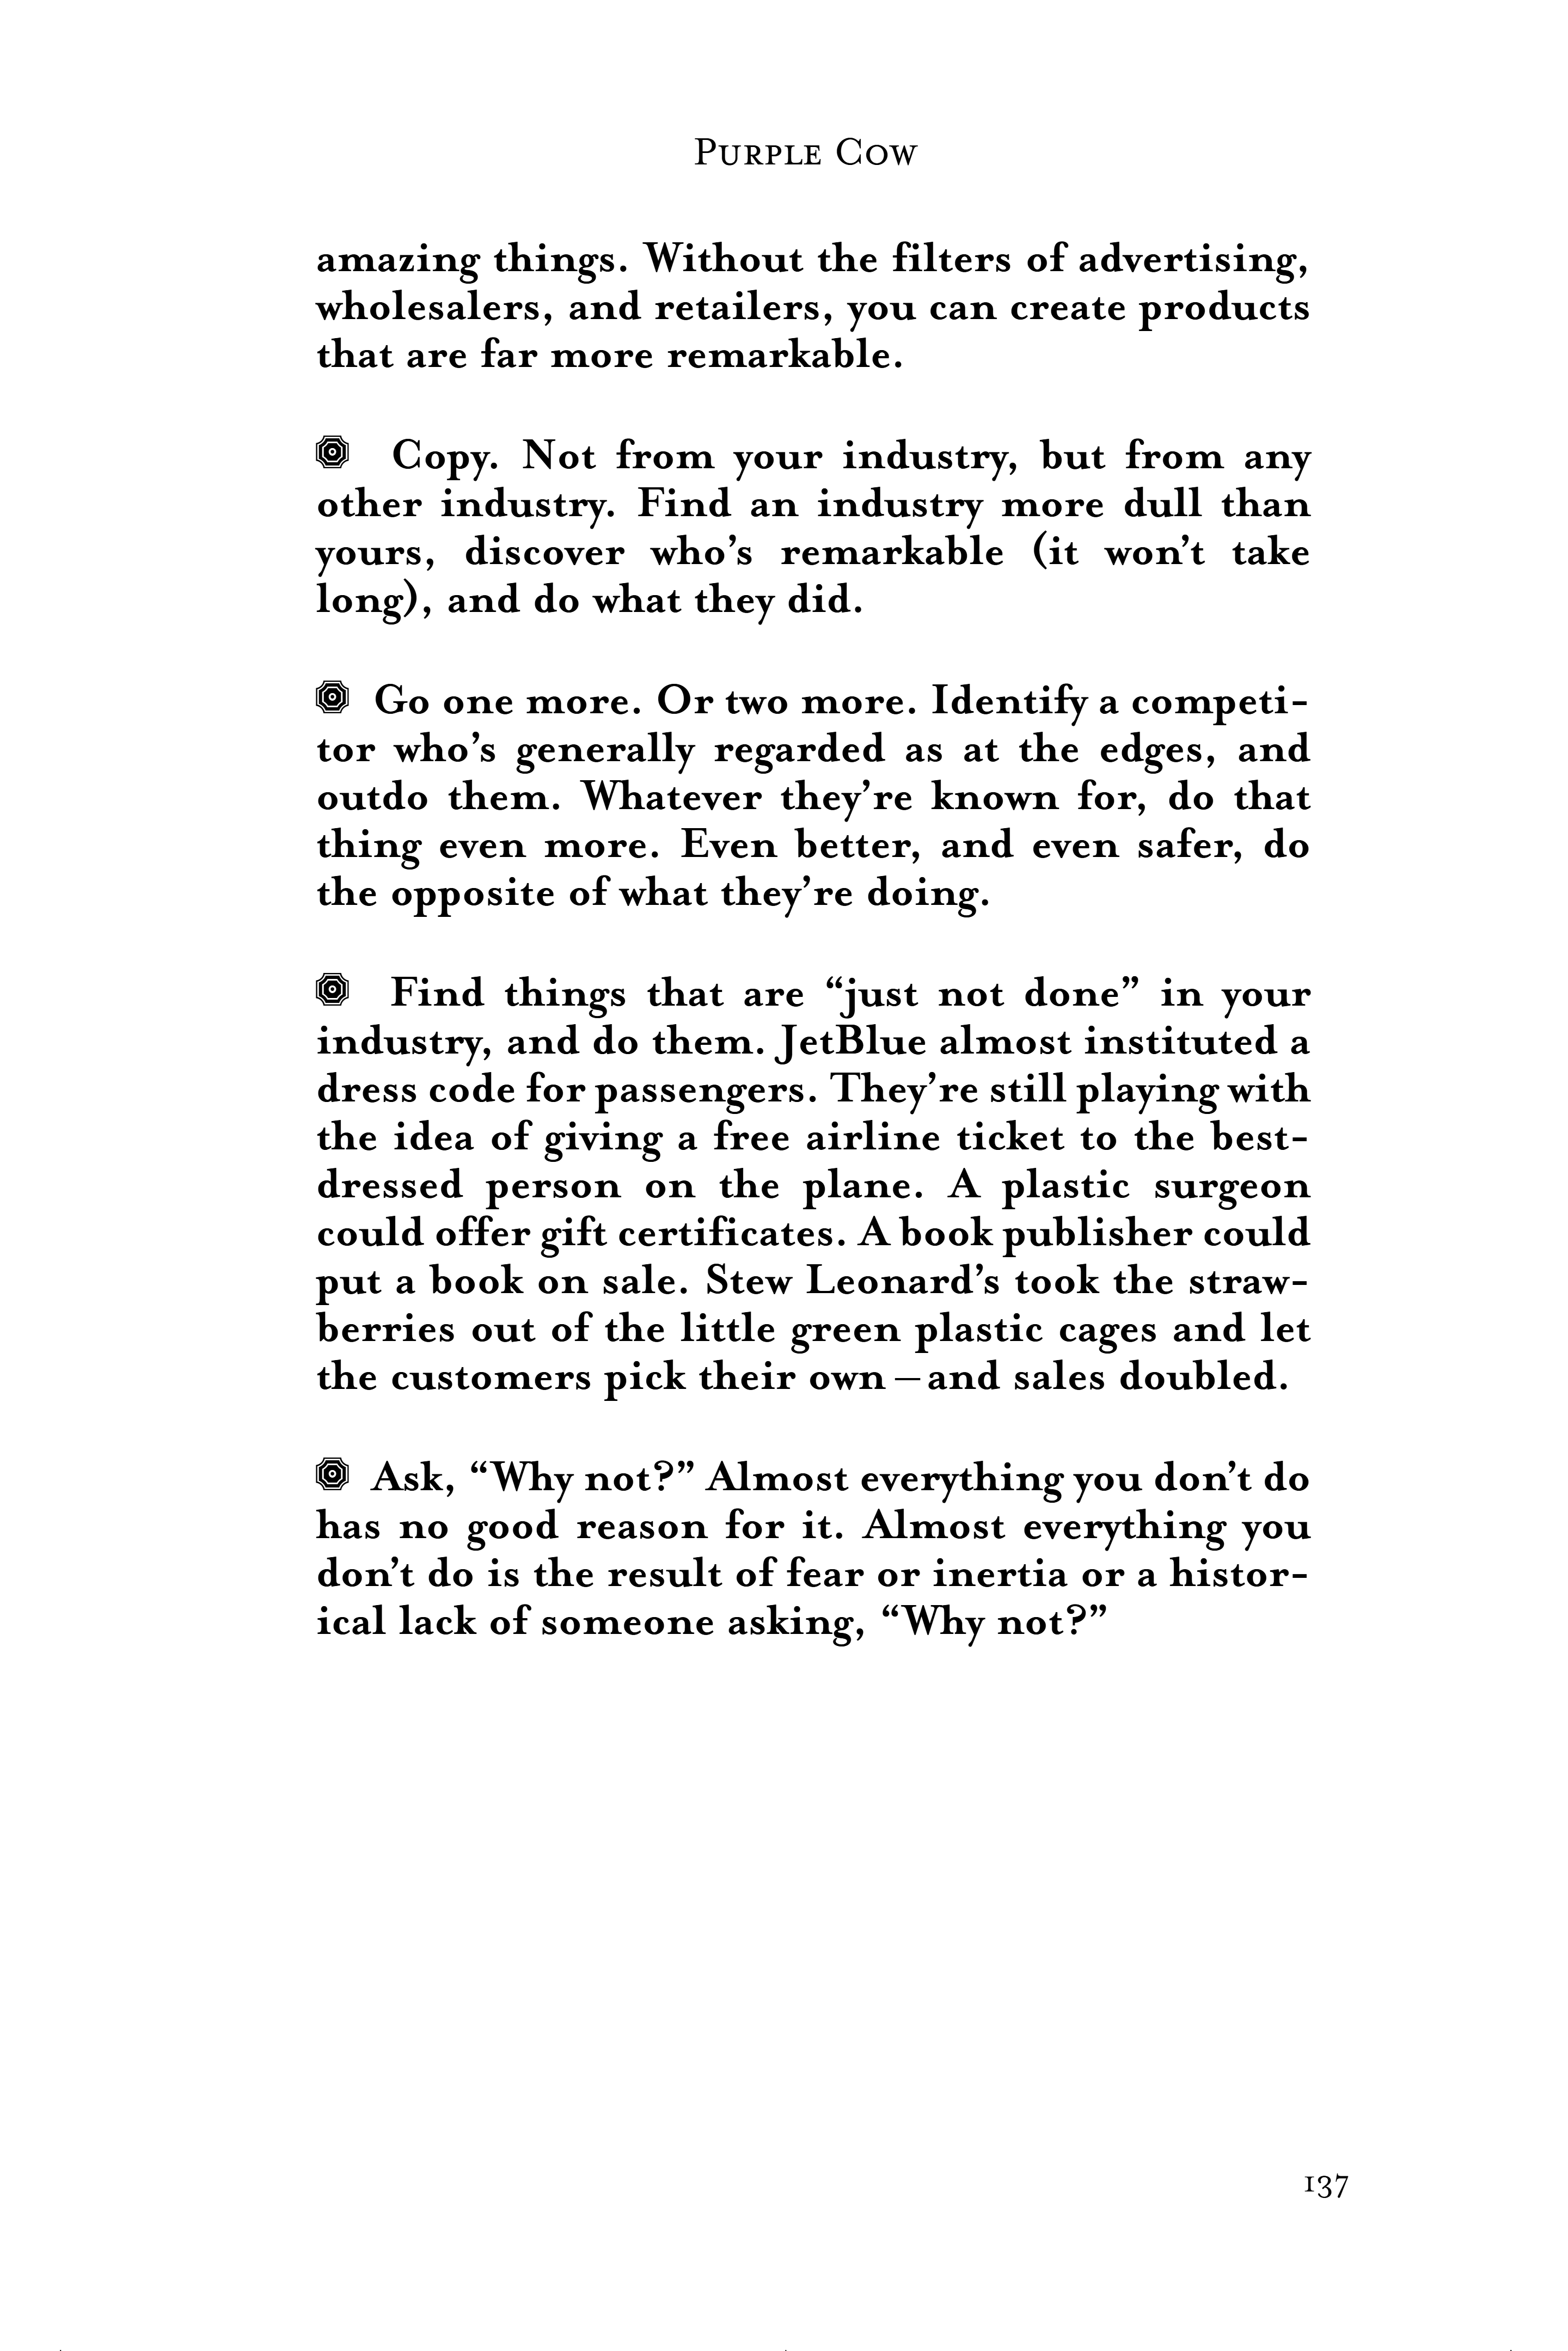 Purple Cow
amazing things. Without the filters of advertising,
wholesalers, and retailers, you can create products
that are far more remarkable.
Copy. Not from your industry, but from any
other industry. Find an industry more dull than
yours, discover who’s remarkable (it won’t take
long), and do what they did.
Go one more. Or two more. Identify a competi-
tor who’s generally regarded as at the edges, and
outdo them. Whatever they’re known for, do that
thing even more. Even better, and even safer, do
the opposite of what they’re doing.
Find things that are “just not done” in your
industry, and do them. JetBlue almost instituted a
dress code for passengers. They’re still playing with
the idea of giving a free airline ticket to the best-
dressed person on the plane. A plastic surgeon
could offer gift certificates. A book publisher could
put a book on sale. Stew Leonard’s took the straw-
berries out of the little green plastic cages and let
the customers pick their own—and sales doubled.
Ask, “Why not?” Almost everything you don’t do
has no good reason for it. Almost everything you
don’t do is the result of fear or inertia or a histor-
ical lack of someone asking, “Why not?”
137